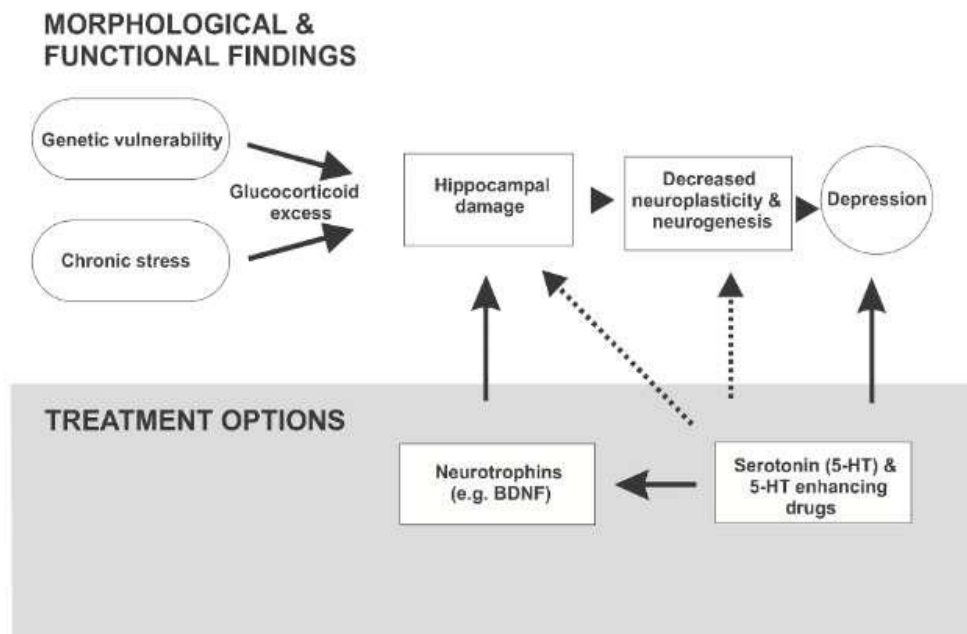 MORPHOLOGICAL &
FUNCTIONAL FINDINGS
Genetic vulnerability
Glucocorticoid
excess
Chronic stress
Hippocampal
damage
Decreased
neuroplasticity &
neurogenesis
Depression
TREATMENT OPTIONS
Neurotrophins
(e.g. BDNF)
Serotonin (5-HT) &
5-HT enhancing
drugs